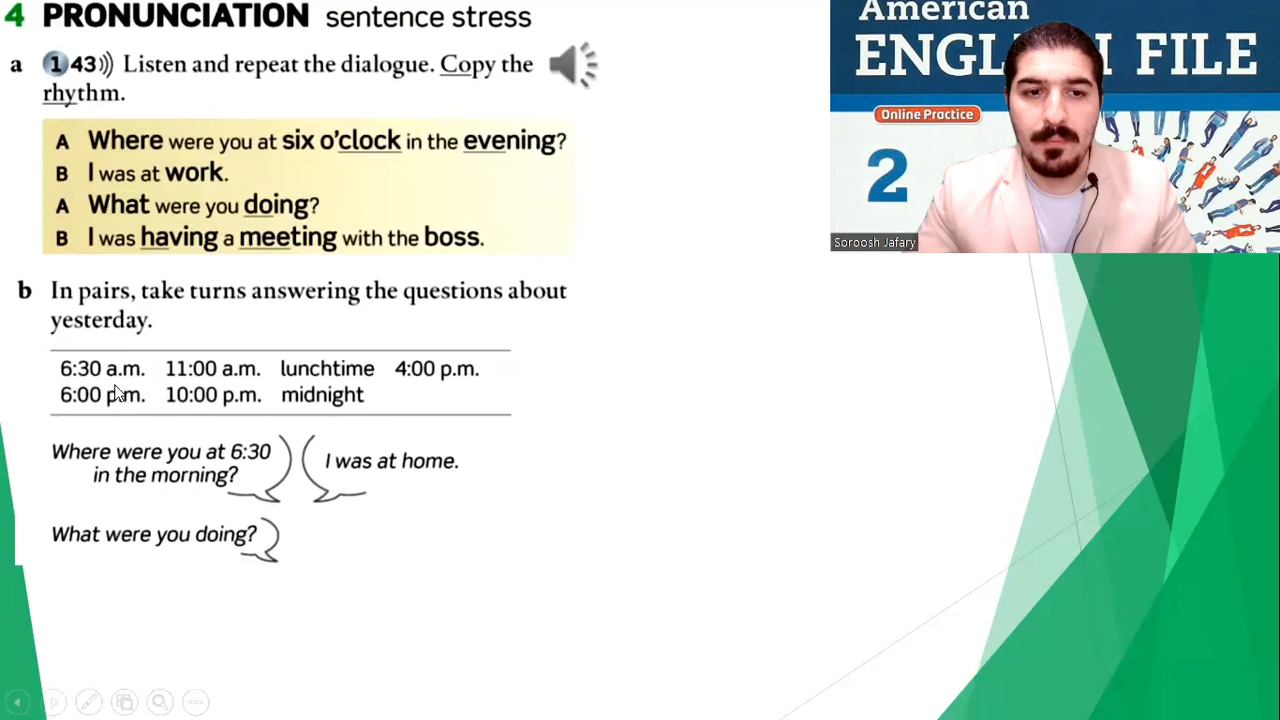 4 PRONUNCIATION sentence stress
a 1 43))) Listen and repeat the dialogue. Copy the
rhythm.
A Where were you at six o'clock in the evening?
B I was at work.
A What were you doing?
B I was having a meeting with the boss.
b In pairs, take turns answering the questions about
yesterday.
6:30 a.m. 11:00 a.m. lunchtime 4:00 p.m.
6:00 p.m. 10:00 p.m. midnight
Where were you at 6:30
in the morning?
I was at home.
What were you doing?
American
ENGLISH FILE
Online Practice
2
Soroosh Jafary